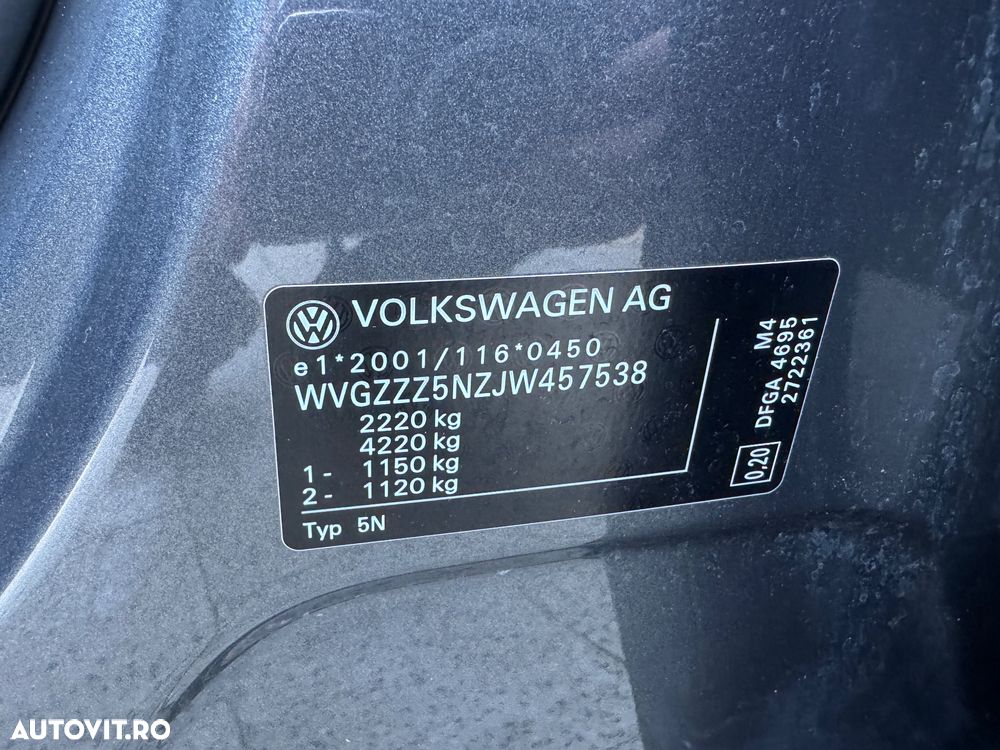 VOLKSWAGEN AG
e1*2001/116*0450
WVGZZZ5NZJW457538
2220 kg
4220 kg
1- 1150 kg
2- 1120 kg
Typ 5N
M4
DFGA 4695
2722361
0.20
AUTOVIT.RO